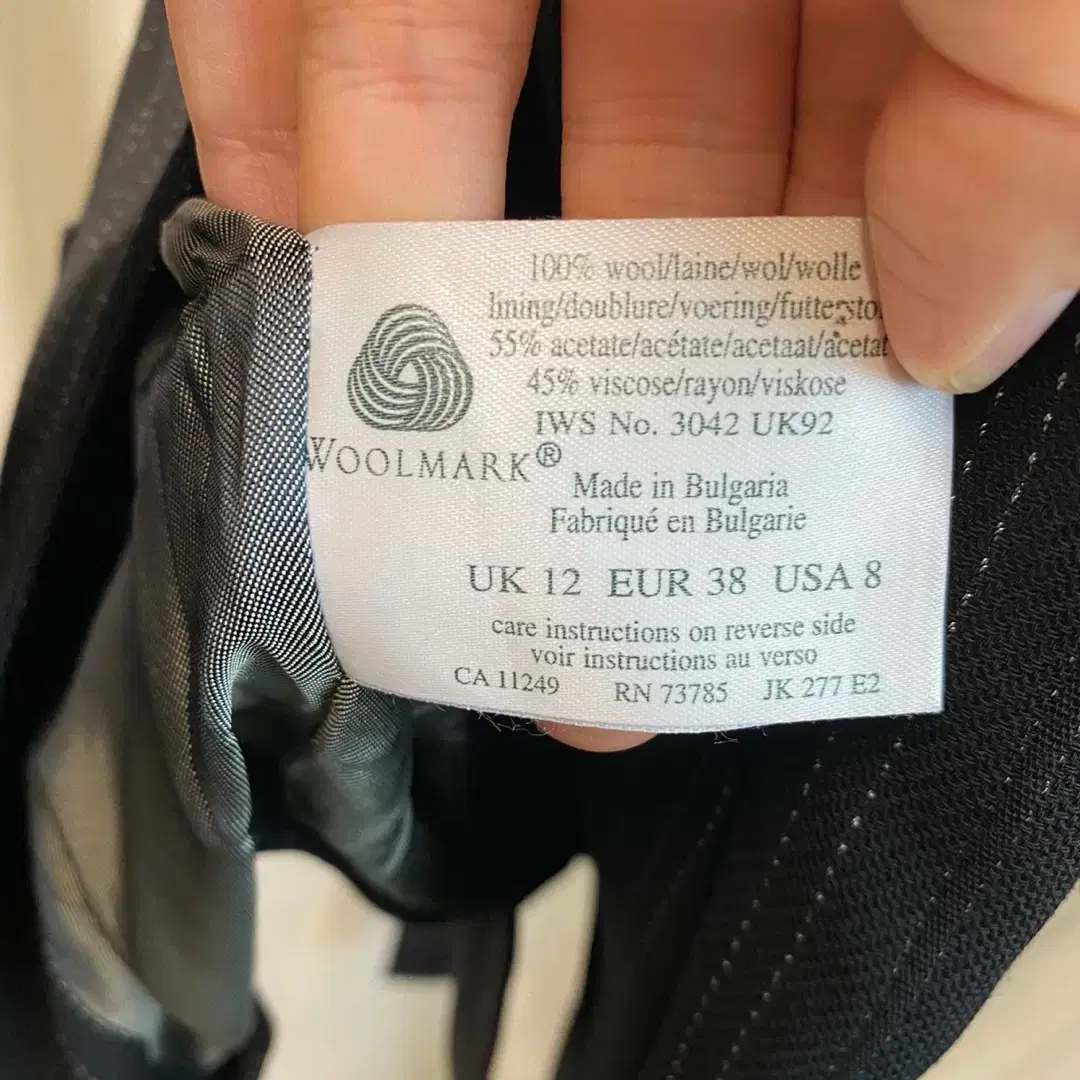 100% wool/laine/wol/wolle
lining/doublure/voering/futtersto
55% acetate/acétate/acetaat/acetat
45% viscose/rayon/viskose
IWS No. 3042 UK92
WOOLMARK®
Made in Bulgaria
Fabriqué en Bulgarie
UK 12 EUR 38 USA 8
care instructions on reverse side
voir instructions au verso
CA 11249 RN 73785 JK 277 E2